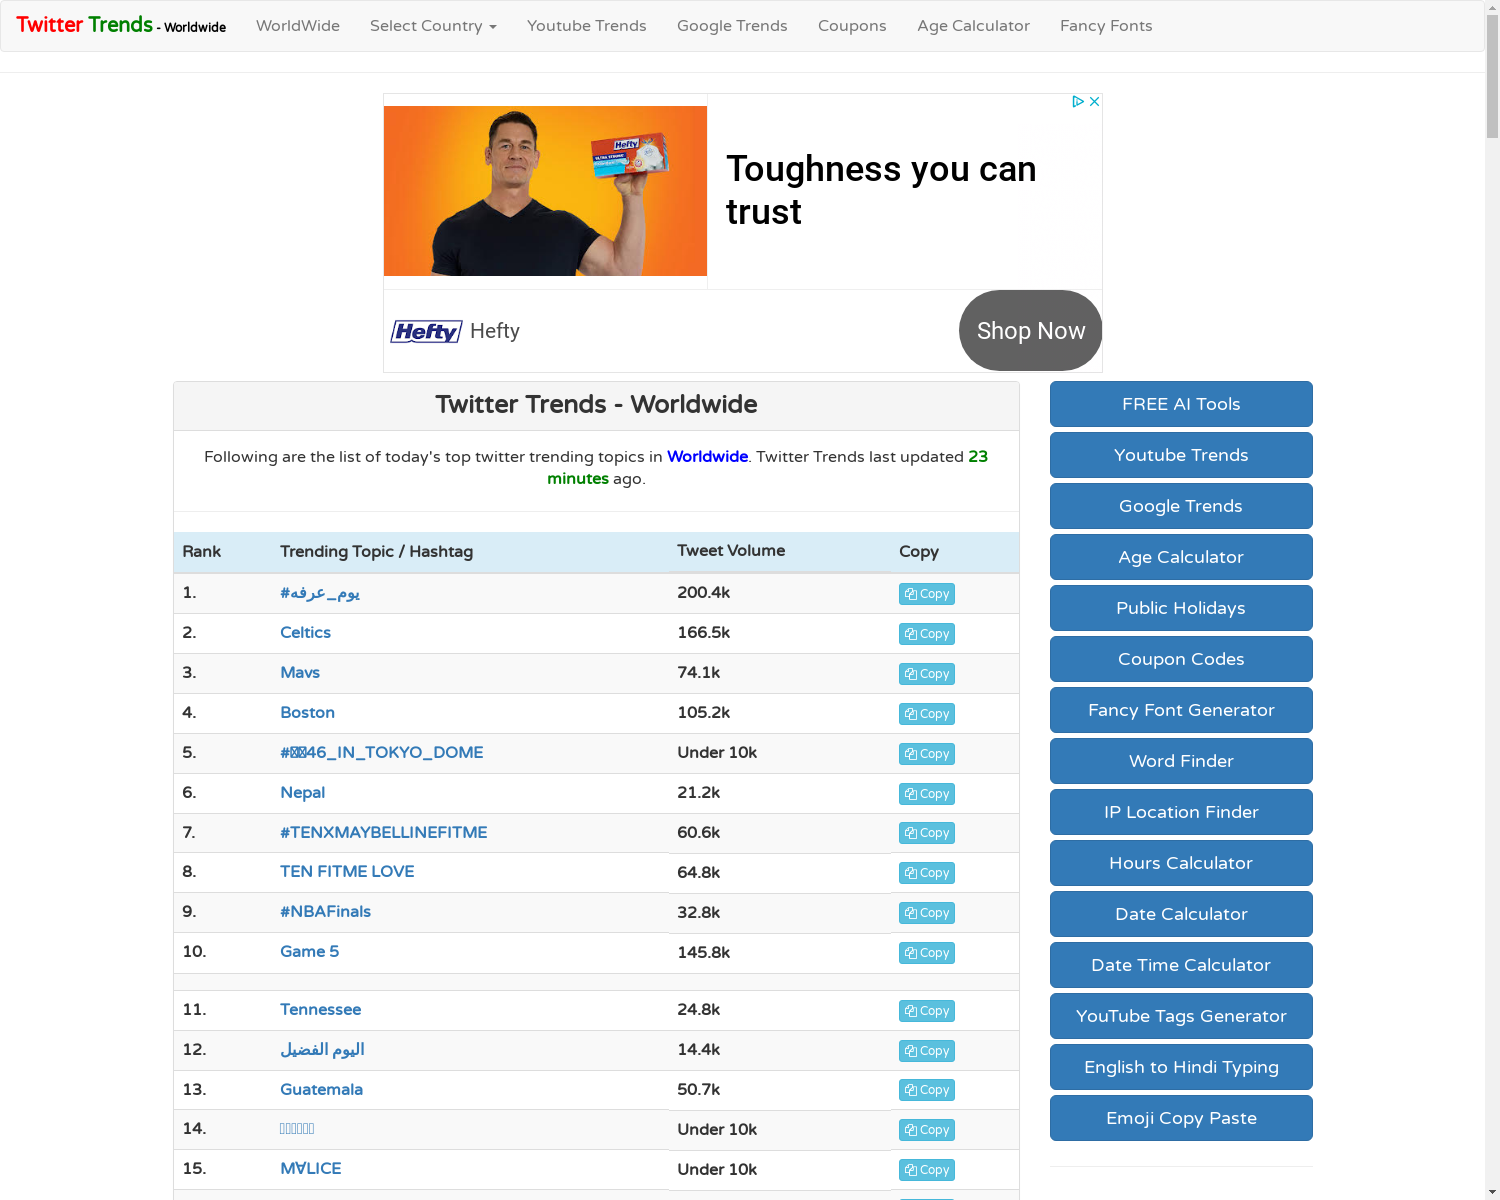 Twitter Trends - Worldwide
WorldWide
Select Country
Youtube Trends
Google Trends
Coupons
Age Calculator
Fancy Fonts
Hefty
ULTRA STRONG
Toughness you can
trust
Hefty
Hefty
Shop Now
Twitter Trends - Worldwide
Following are the list of today's top twitter trending topics in Worldwide. Twitter Trends last updated 23
minutes ago.
Rank Trending Topic / Hashtag Tweet Volume Copy
1. #يوم_عرفه 200.4k Copy
2. Celtics 166.5k Copy
3. Mavs 74.1k Copy
4. Boston 105.2k Copy
5. 46_IN_TOKYO_DOME Under 10k Copy
6. Nepal 21.2k Copy
7. #TENXMAYBELLINEFITME 60.6k Copy
8. TEN FITME LOVE 64.8k Copy
9. #NBAFinals 32.8k Copy
10. Game 5 145.8k Copy
11. Tennessee 24.8k Copy
12. اليوم الفضيل 14.4k Copy
13. Guatemala 50.7k Copy
14. Under 10k Copy
15. M∀LICE Under 10k Copy
FREE AI Tools
Youtube Trends
Google Trends
Age Calculator
Public Holidays
Coupon Codes
Fancy Font Generator
Word Finder
IP Location Finder
Hours Calculator
Date Calculator
Date Time Calculator
YouTube Tags Generator
English to Hindi Typing
Emoji Copy Paste